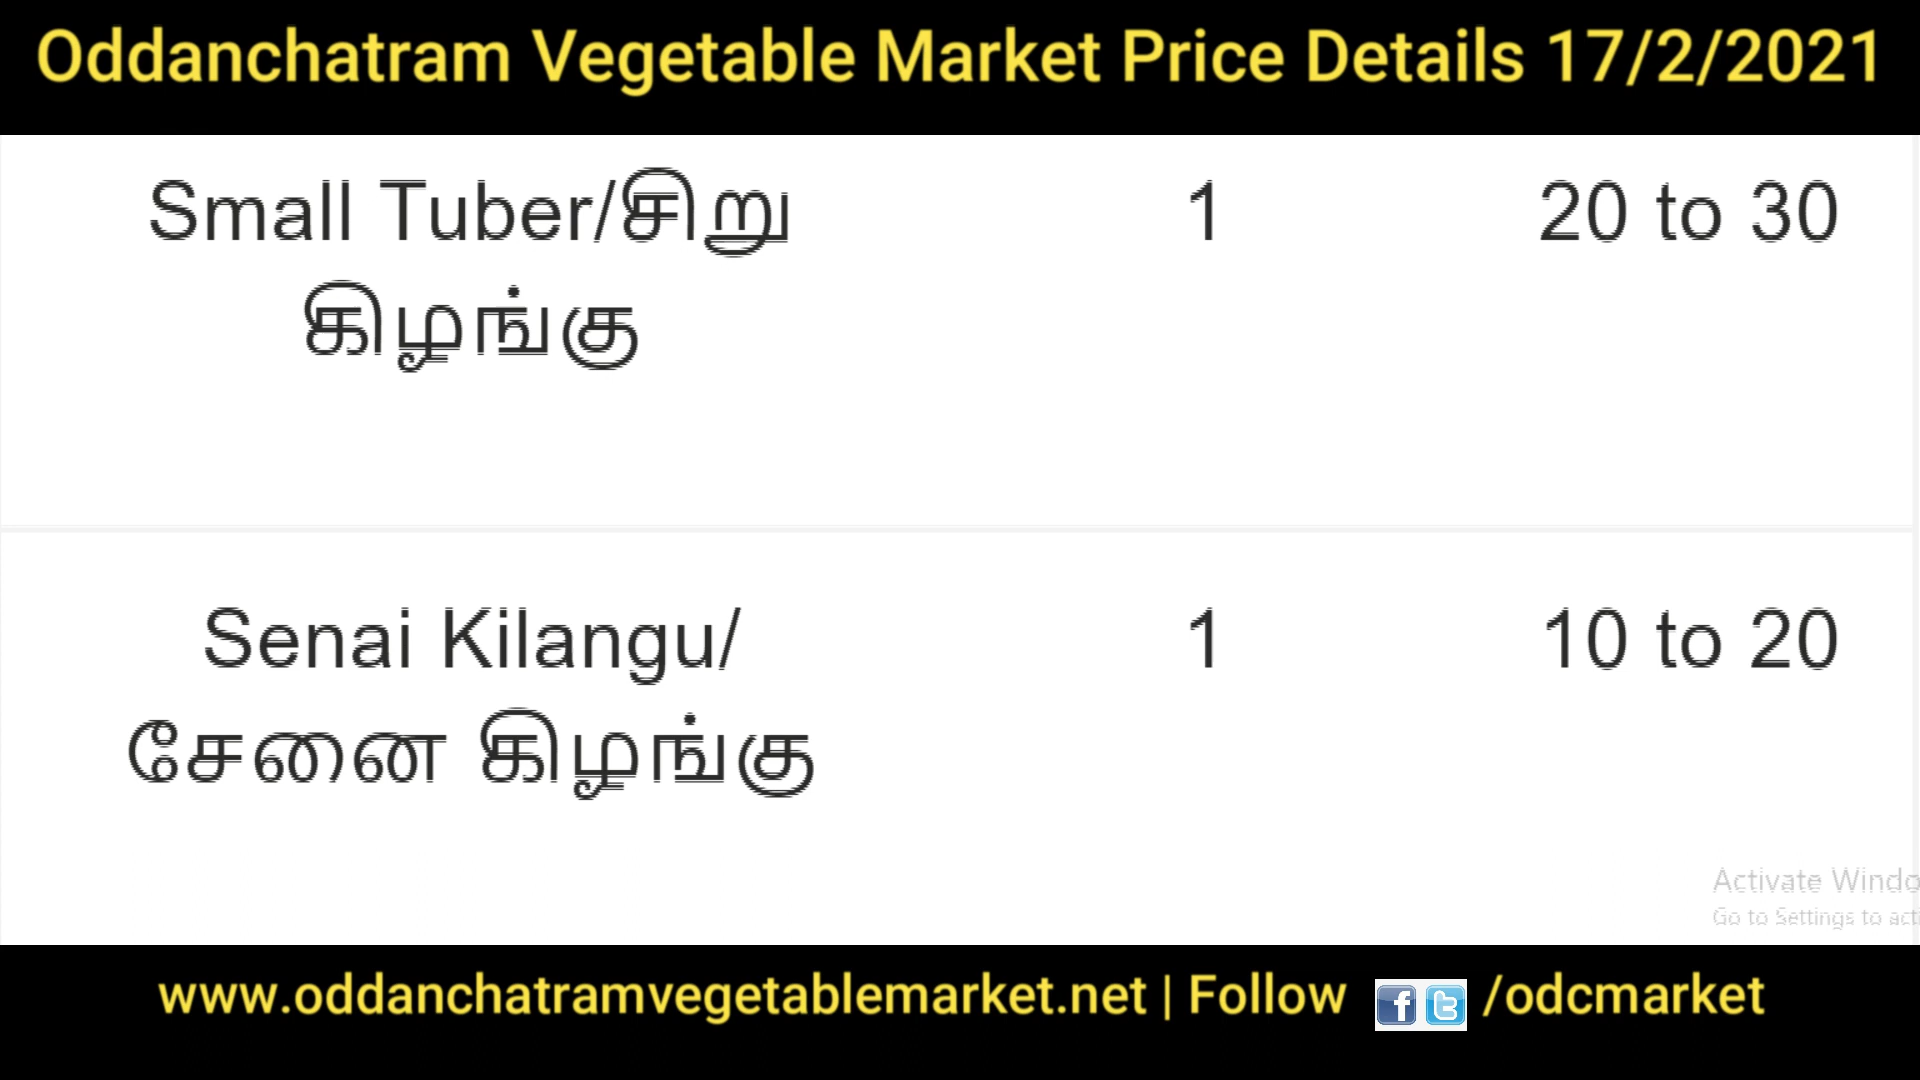 Oddanchatram Vegetable Market Price Details 17/2/2021
Small Tuber/சிறு 1 20 to 30
கிழங்கு
Senai Kilangu/ 1 10 to 20
சேனை கிழங்கு
Activate Windo
Go to Settings to acti
www.oddanchatramvegetablemarket.net | Follow /odcmarket